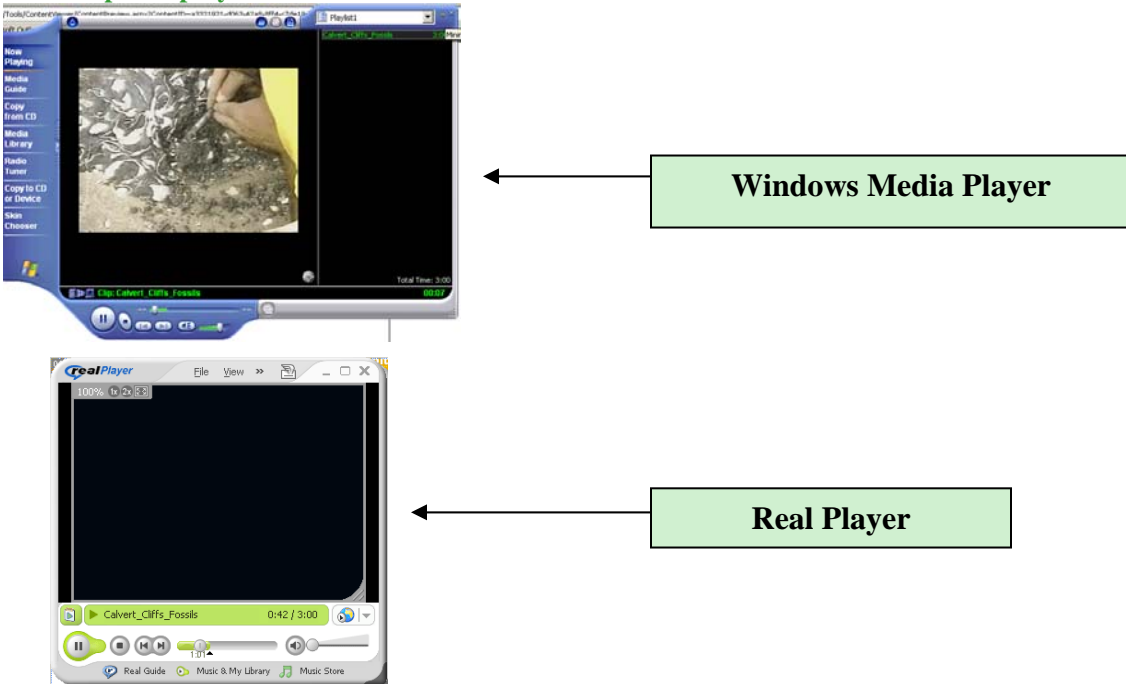 Playlist1
Calvert_Cliffs_Fossils
Now
Playing
Media
Guide
Copy
from CD
Media
Library
Radio
Tuner
Copy to CD
or Device
Skin
Chooser
Total Time: 3:00
Clip: Calvert_Cliffs_Fossils 00:07
Windows Media Player
realPlayer File View »
100% 1x 2x
Calvert_Cliffs_Fossils 0:42 / 3:00
1:01
Real Guide Music & My Library Music Store
Real Player